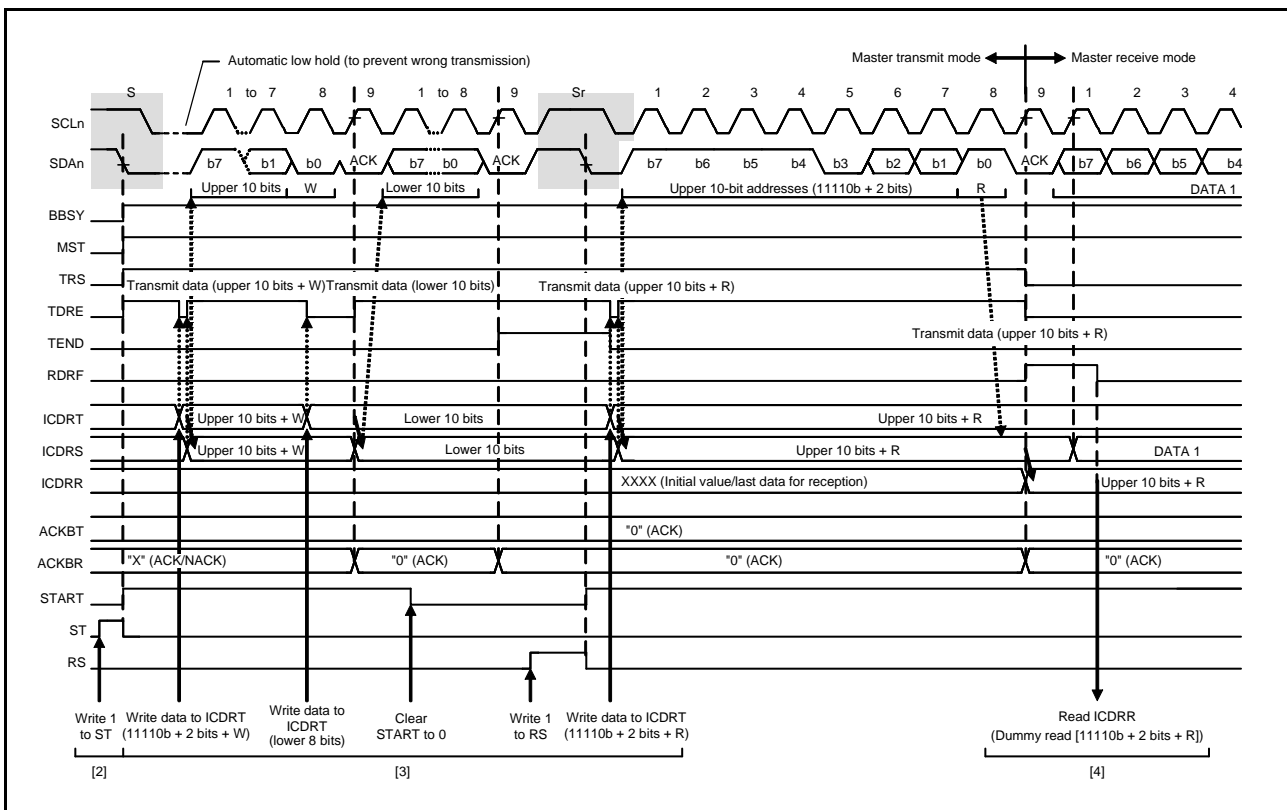 Automatic low hold (to prevent wrong transmission)
Master transmit mode
Master receive mode
S 1 to 7 8 9 1 to 8 9 Sr 1 2 3 4 5 6 7 8 9 1 2 3 4
SCLn
SDAn b7 b1 b0 ACK b7 b0 ACK b7 b6 b5 b4 b3 b2 b1 b0 ACK b7 b6 b5 b4
Upper 10 bits W Lower 10 bits Upper 10-bit addresses (11110b + 2 bits) R DATA 1
BBSY
MST
TRS
Transmit data (upper 10 bits + W) Transmit data (lower 10 bits) Transmit data (upper 10 bits + R)
TDRE
Transmit data (upper 10 bits + R)
TEND
RDRF
ICDRT Upper 10 bits + W Lower 10 bits Upper 10 bits + R
ICDRS Upper 10 bits + W Lower 10 bits Upper 10 bits + R DATA 1
ICDRR XXXX (Initial value/last data for reception) Upper 10 bits + R
ACKBT "0" (ACK)
ACKBR "X" (ACK/NACK) "0" (ACK) "0" (ACK) "0" (ACK)
START
ST
RS
Write 1
to ST
Write data to ICDRT
(11110b + 2 bits + W)
Write data to
ICDRT
(lower 8 bits)
Clear
START to 0
Write 1
to RS
Write data to ICDRT
(11110b + 2 bits + R)
Read ICDRR
(Dummy read [11110b + 2 bits + R])
[2] [3] [4]